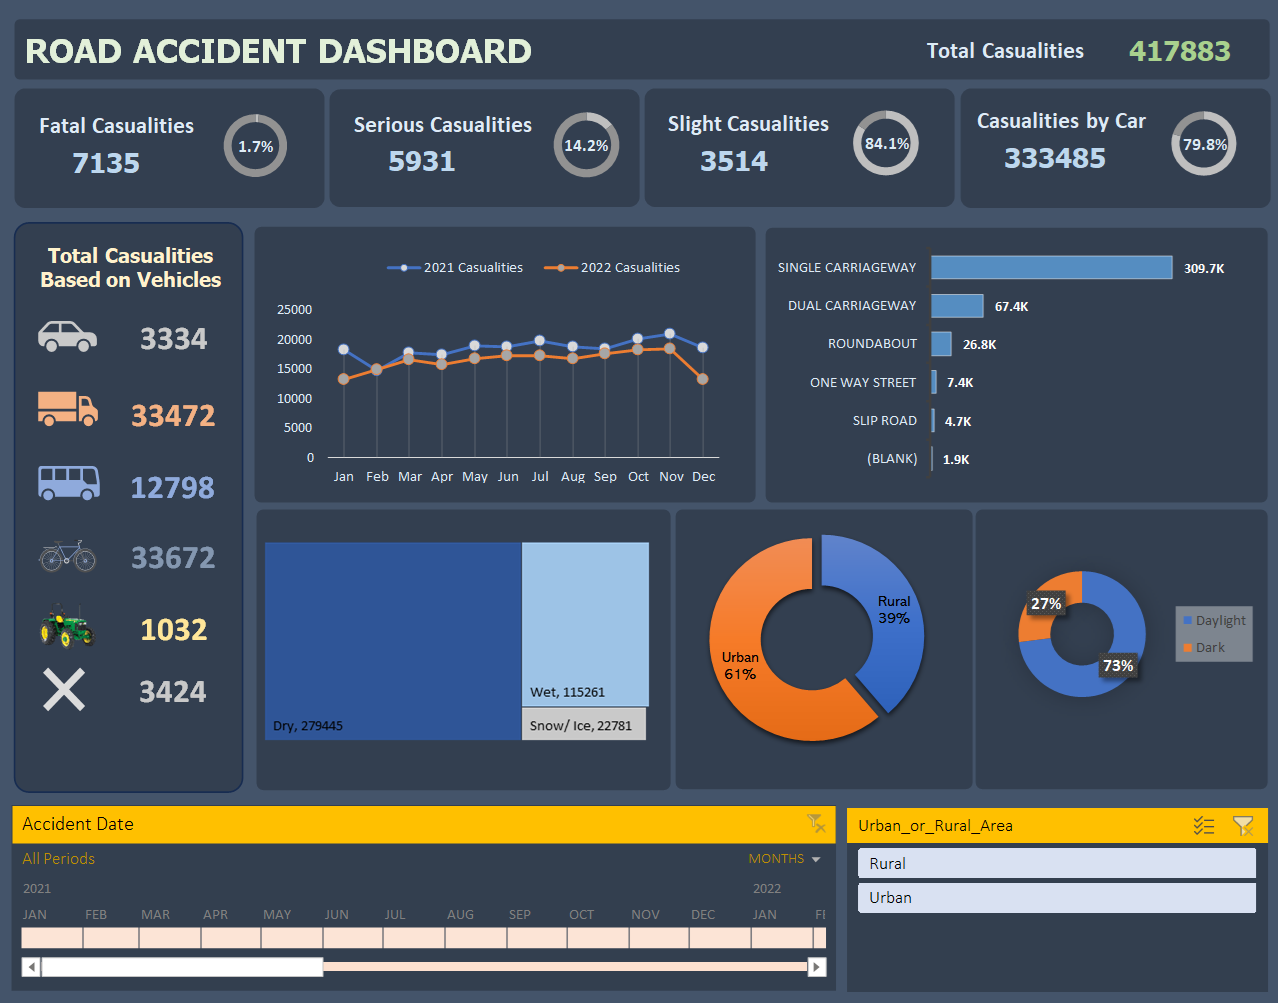 ROAD ACCIDENT DASHBOARD
Total Casualities 417883
Fatal Casualities
7135
1.7%
Serious Casualities
5931
14.2%
Slight Casualities
3514
84.1%
Casualities by Car
333485
79.8%
Total Casualities
Based on Vehicles
3334
33472
12798
33672
1032
3424
2021 Casualities 2022 Casualities
25000
20000
15000
10000
5000
0
Jan Feb Mar Apr May Jun Jul Aug Sep Oct Nov Dec
SINGLE CARRIAGEWAY 309.7K
DUAL CARRIAGEWAY 67.4K
ROUNDABOUT 26.8K
ONE WAY STREET 7.4K
SLIP ROAD 4.7K
(BLANK) 1.9K
Dry, 279445
Wet, 115261
Snow/ Ice, 22781
Rural
39%
Urban
61%
27%
73%
Daylight
Dark
Accident Date
All Periods MONTHS
2021 2022
JAN FEB MAR APR MAY JUN JUL AUG SEP OCT NOV DEC JAN
Urban_or_Rural_Area
Rural
Urban